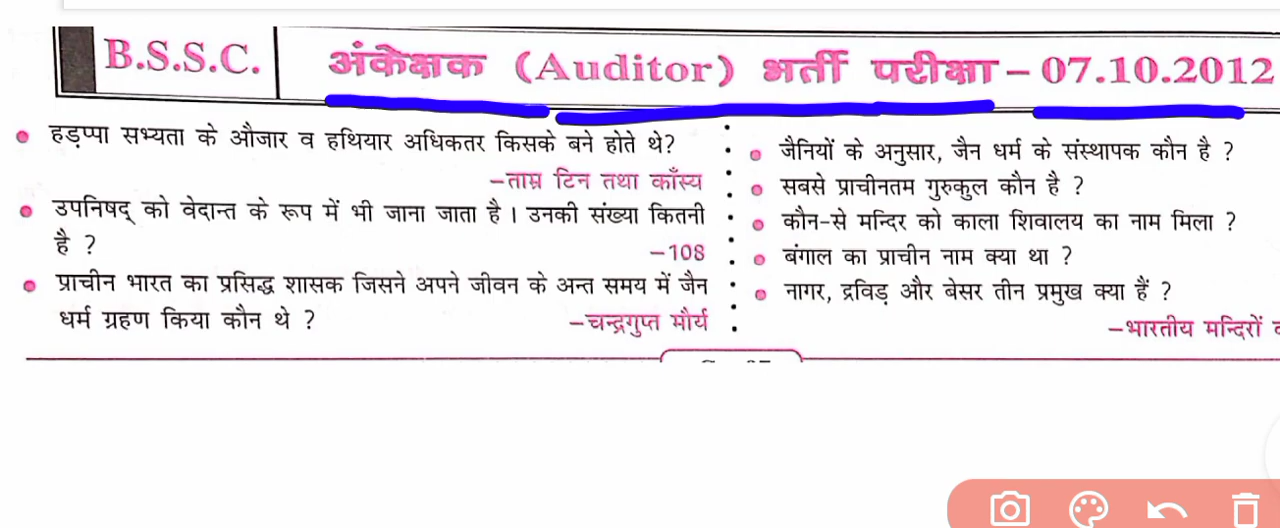 B.S.S.C.
अंकेक्षक (Auditor) भर्ती परीक्षा – 07.10.2012
हड़प्पा सभ्यता के औजार व हथियार अधिकतर किसके बने होते थे?
–ताम्र टिन तथा काँस्य
उपनिषद् को वेदान्त के रूप में भी जाना जाता है। उनकी संख्या कितनी
है ?
–108
प्राचीन भारत का प्रसिद्ध शासक जिसने अपने जीवन के अन्त समय में जैन
धर्म ग्रहण किया कौन थे ?
–चन्द्रगुप्त मौर्य
जैनियों के अनुसार, जैन धर्म के संस्थापक कौन है ?
सबसे प्राचीनतम गुरुकुल कौन है ?
कौन-से मन्दिर को काला शिवालय का नाम मिला ?
बंगाल का प्राचीन नाम क्या था ?
नागर, द्रविड़ और बेसर तीन प्रमुख क्या हैं ?
–भारतीय मन्दिरों